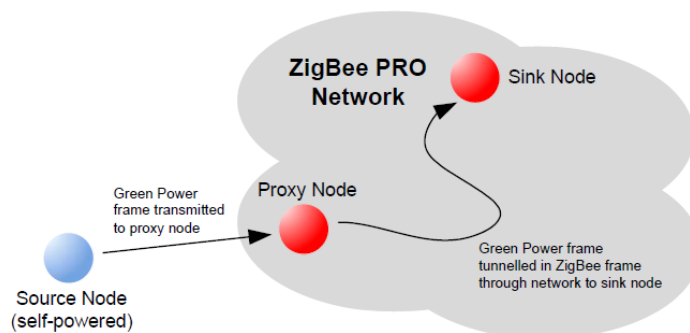 ZigBee PRO
Network
Sink Node
Green Power
frame transmitted
to proxy node
Proxy Node
Green Power frame
tunnelled in ZigBee frame
through network to sink node
Source Node
(self-powered)